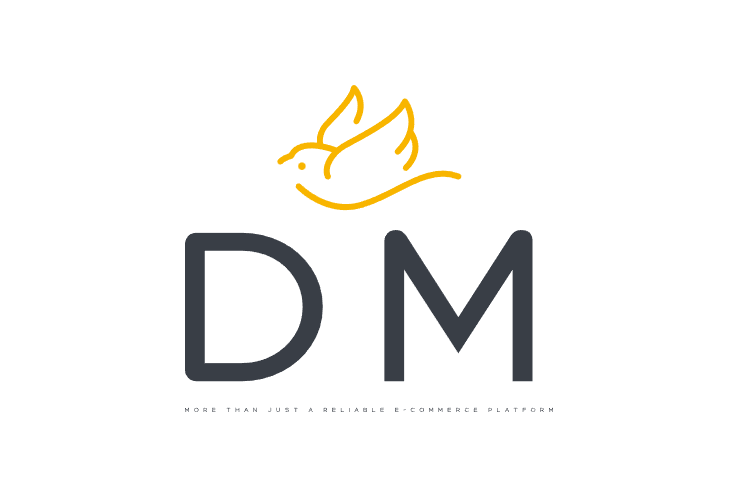 DM
MORE THAN JUST A RELIABLE E-COMMERCE PLATFORM